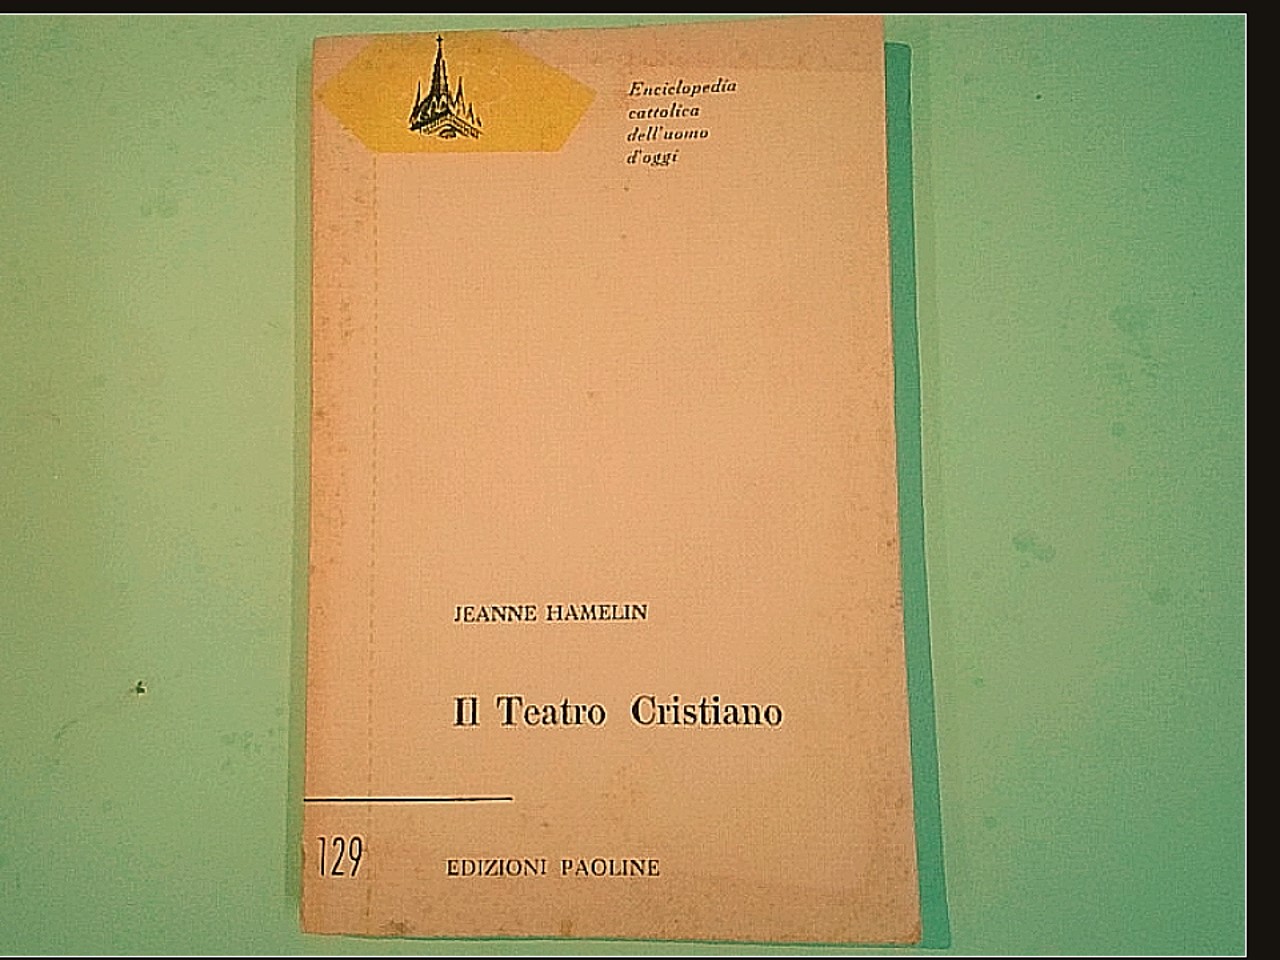 Enciclopedia
cattolica
dell'uomo
d'oggi
JEANNE HAMELIN
Il Teatro Cristiano
129
EDIZIONI PAOLINE